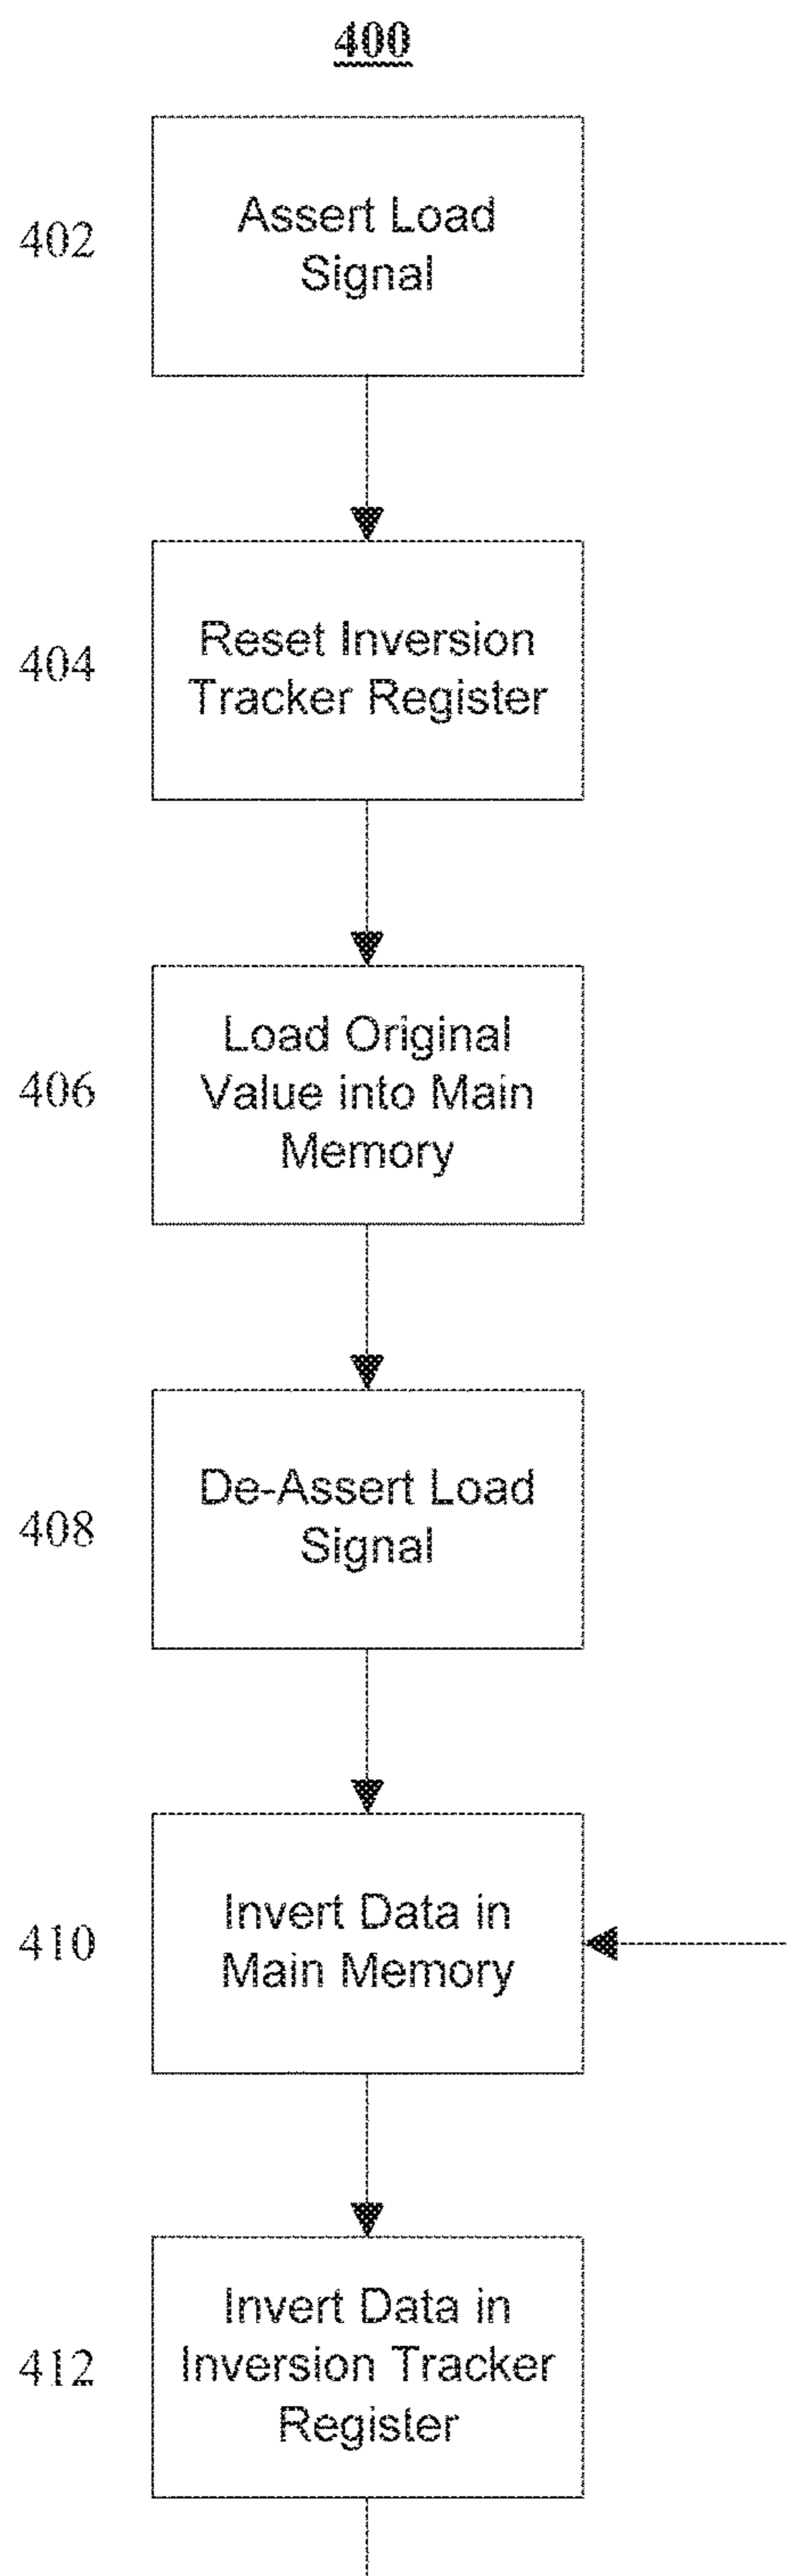 400
402
Assert Load
Signal
404
Reset Inversion
Tracker Register
406
Load Original
Value into Main
Memory
408
De-Assert Load
Signal
410
Invert Data in
Main Memory
412
Invert Data in
Inversion Tracker
Register